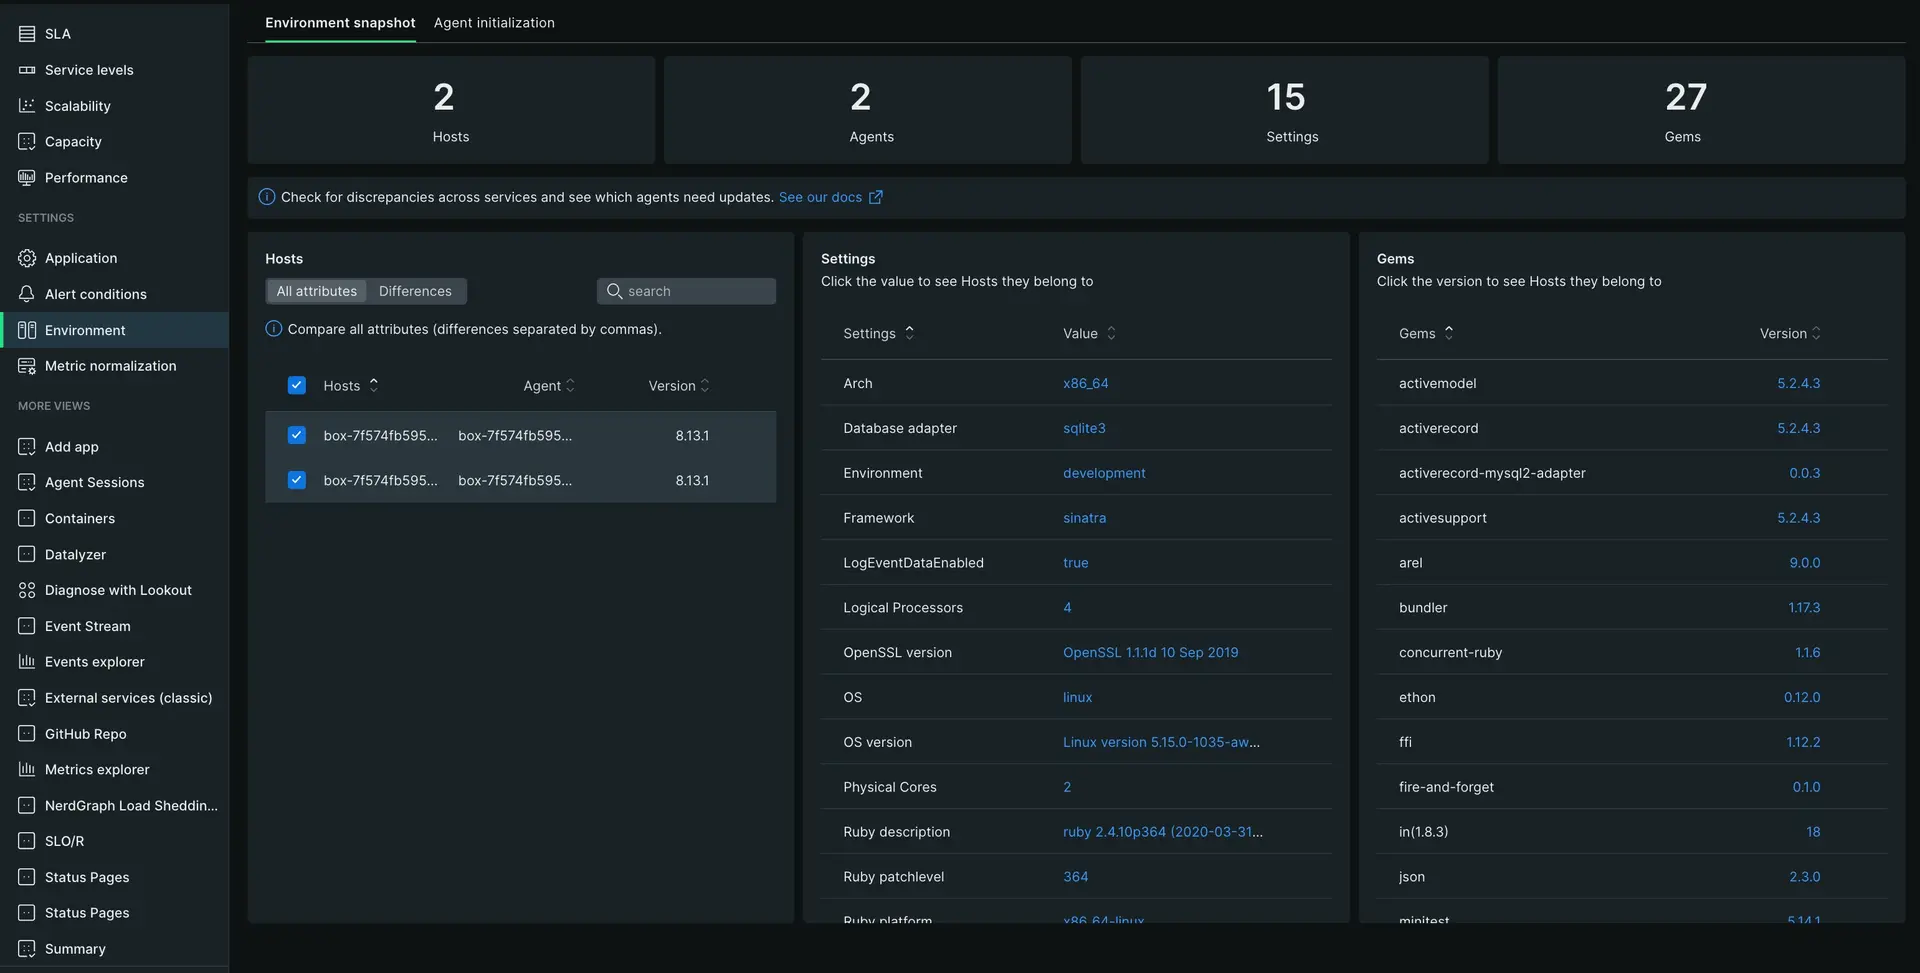 SLA
Service levels
Scalability
Capacity
Performance
SETTINGS
Application
Alert conditions
Environment
Metric normalization
MORE VIEWS
Add app
Agent Sessions
Containers
Datalyzer
Diagnose with Lookout
Event Stream
Events explorer
External services (classic)
GitHub Repo
Metrics explorer
NerdGraph Load Sheddin...
SLO/R
Status Pages
Status Pages
Summary
Environment snapshot Agent initialization
2
Hosts
2
Agents
15
Settings
27
Gems
Check for discrepancies across services and see which agents need updates. See our docs
Hosts
All attributes Differences search
Compare all attributes (differences separated by commas).
Hosts Agent Version
box-7f574fb595... box-7f574fb595... 8.13.1
box-7f574fb595... box-7f574fb595... 8.13.1
Settings
Click the value to see Hosts they belong to
Settings Value
Arch x86_64
Database adapter sqlite3
Environment development
Framework sinatra
LogEventDataEnabled true
Logical Processors 4
OpenSSL version OpenSSL 1.1.1d 10 Sep 2019
OS linux
OS version Linux version 5.15.0-1035-aw...
Physical Cores 2
Ruby description ruby 2.4.10p364 (2020-03-31...
Ruby patchlevel 364
Ruby platform x86_64-linux
Gems
Click the version to see Hosts they belong to
Gems Version
activemodel 5.2.4.3
activerecord 5.2.4.3
activerecord-mysql2-adapter 0.0.3
activesupport 5.2.4.3
arel 9.0.0
bundler 1.17.3
concurrent-ruby 1.1.6
ethon 0.12.0
ffi 1.12.2
fire-and-forget 0.1.0
in(1.8.3) 18
json 2.3.0
minitest 5.14.1